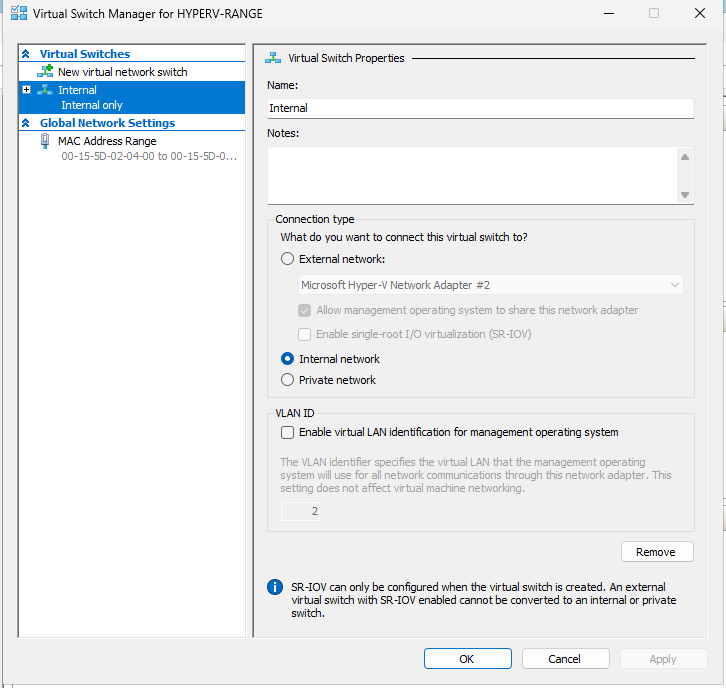 Virtual Switch Manager for HYPERV-RANGE
Virtual Switches
New virtual network switch
Internal
Internal only
Global Network Settings
MAC Address Range
00-15-5D-02-04-00 to 00-15-5D-0...
Virtual Switch Properties
Name:
Internal
Notes:
Connection type
What do you want to connect this virtual switch to?
External network:
Microsoft Hyper-V Network Adapter #2
Allow management operating system to share this network adapter
Enable single-root I/O virtualization (SR-IOV)
Internal network
Private network
VLAN ID
Enable virtual LAN identification for management operating system
The VLAN identifier specifies the virtual LAN that the management operating
system will use for all network communications through this network adapter. This
setting does not affect virtual machine networking.
2
Remove
SR-IOV can only be configured when the virtual switch is created. An external
virtual switch with SR-IOV enabled cannot be converted to an internal or private
switch.
OK
Cancel
Apply